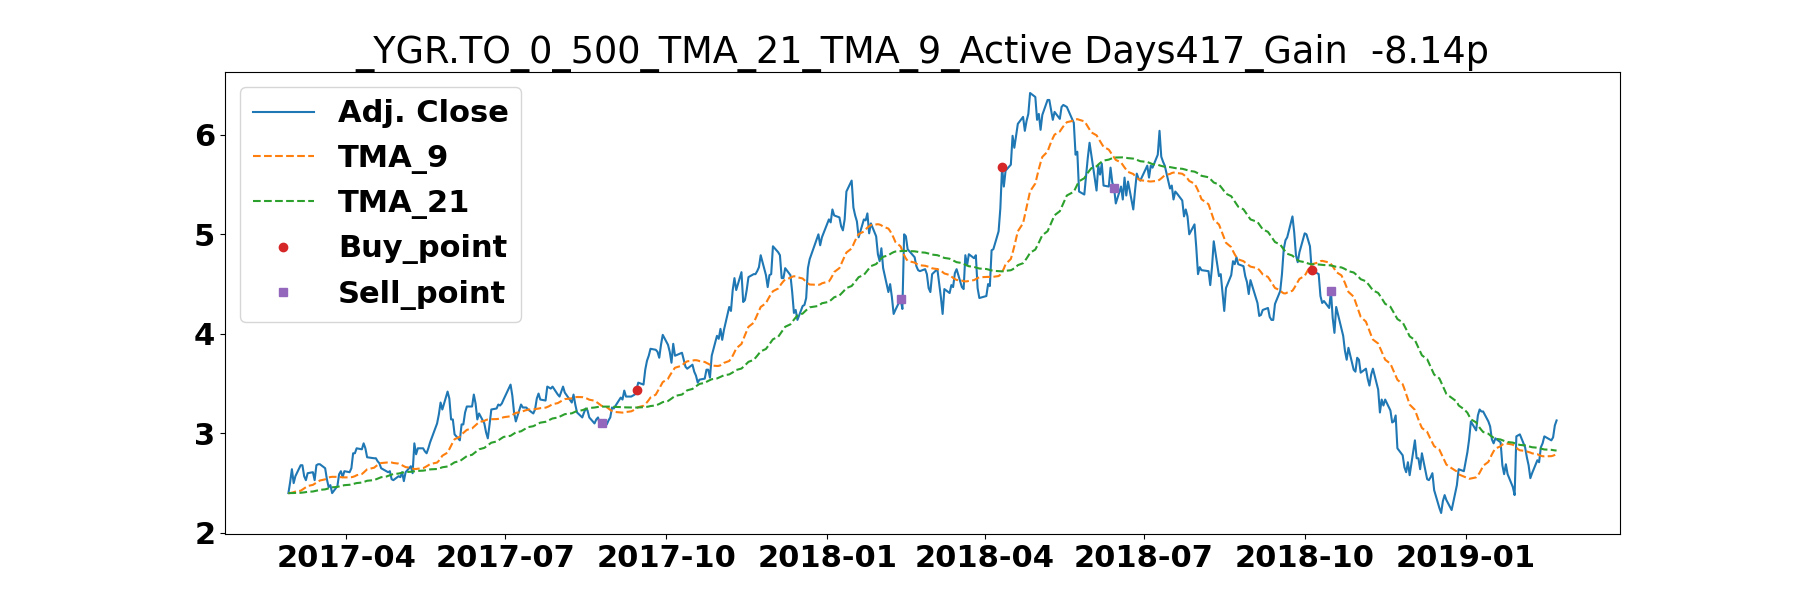 _YGR.TO_0_500_TMA_21_TMA_9_Active Days417_Gain  -8.14p
Adj. Close
TMA_9
TMA_21
Buy_point
Sell_point
6
5
4
3
2
2017-04 2017-07 2017-10 2018-01 2018-04 2018-07 2018-10 2019-01